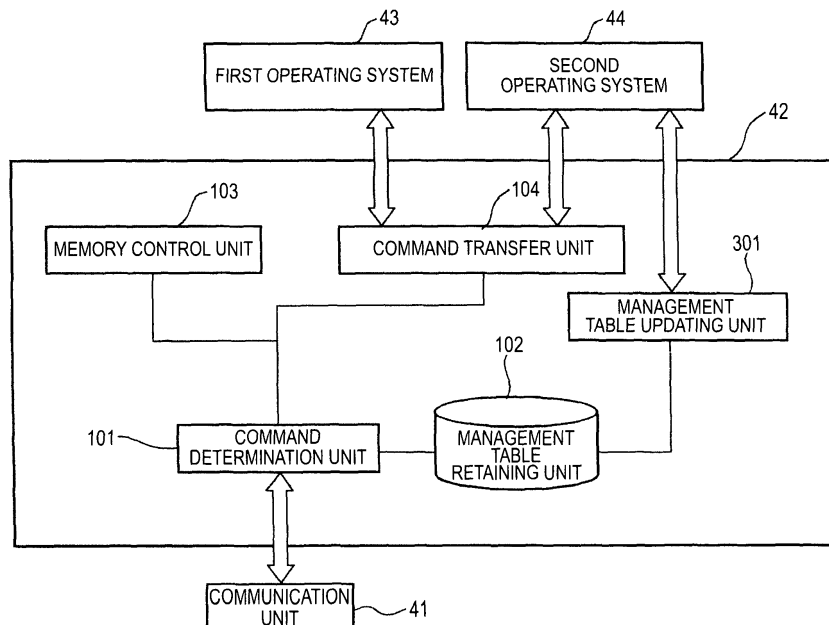 43
44
FIRST OPERATING SYSTEM
SECOND
OPERATING SYSTEM
42
103
104
MEMORY CONTROL UNIT
COMMAND TRANSFER UNIT
301
MANAGEMENT
TABLE UPDATING UNIT
102
101
COMMAND
DETERMINATION UNIT
MANAGEMENT
TABLE
RETAINING UNIT
COMMUNICATION
UNIT
41